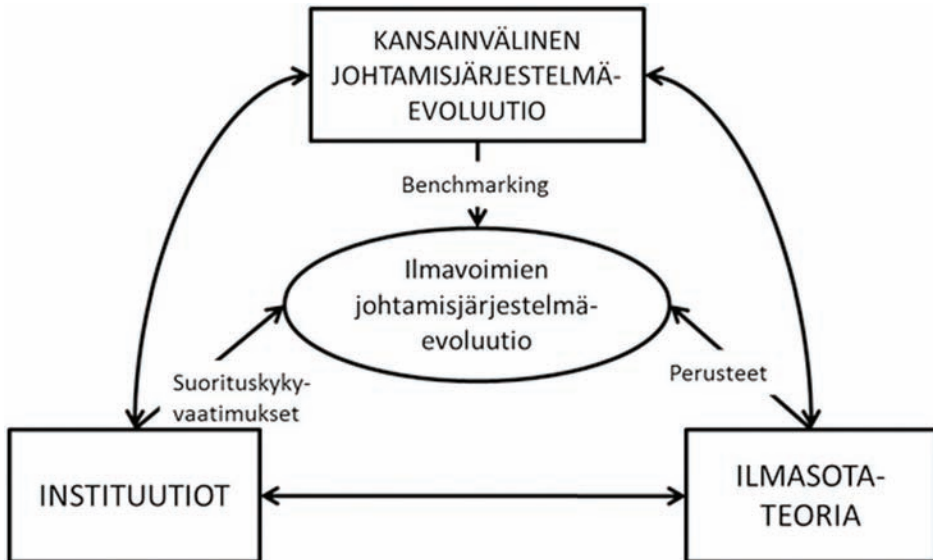 KANSAINVÄLINEN
JOHTAMISJÄRJESTELMÄ-
EVOLUUTIO
Benchmarking
Ilmavoimien
johtamisjärjestelmä-
evoluutio
Suorituskyky-
vaatimukset
Perusteet
INSTITUUTIOT
ILMASOTA-
TEORIA